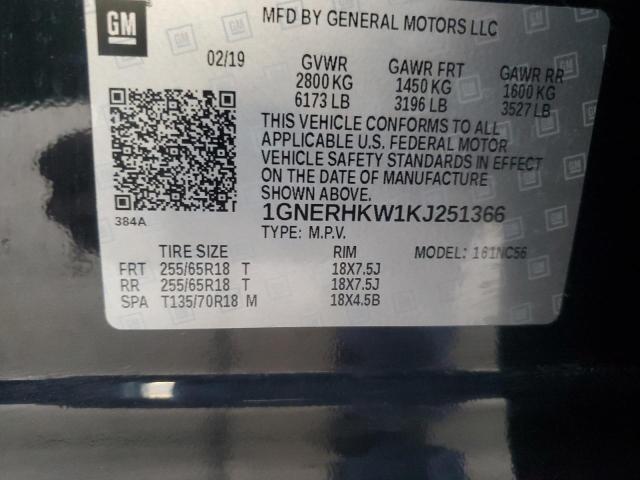 GM
MFD BY GENERAL MOTORS LLC
02/19 GVWR GAWR FRT GAWR RR
2800 KG 1450 KG 1600 KG
6173 LB 3196 LB 3527 LB
THIS VEHICLE CONFORMS TO ALL
APPLICABLE U.S. FEDERAL MOTOR
VEHICLE SAFETY STANDARDS IN EFFECT
ON THE DATE OF MANUFACTURE
SHOWN ABOVE.
384A
1GNERHKW1KJ251366
TYPE: M.P.V. MODEL: 161NC56
TIRE SIZE RIM
FRT 255/65R18 T 18X7.5J
RR 255/65R18 T 18X7.5J
SPA T135/70R18 M 18X4.5B